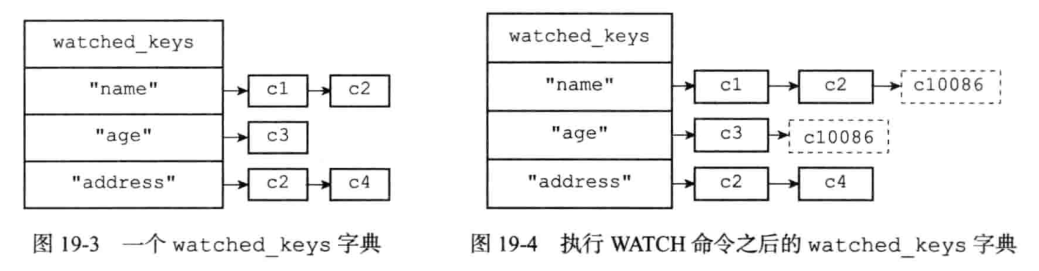 watched_keys
"name" c1 c2
"age" c3
"address" c2 c4
图 19-3 一个 watched_keys 字典
watched_keys
"name" c1 c2 c10086
"age" c3 c10086
"address" c2 c4
图 19-4 执行 WATCH 命令之后的 watched_keys 字典